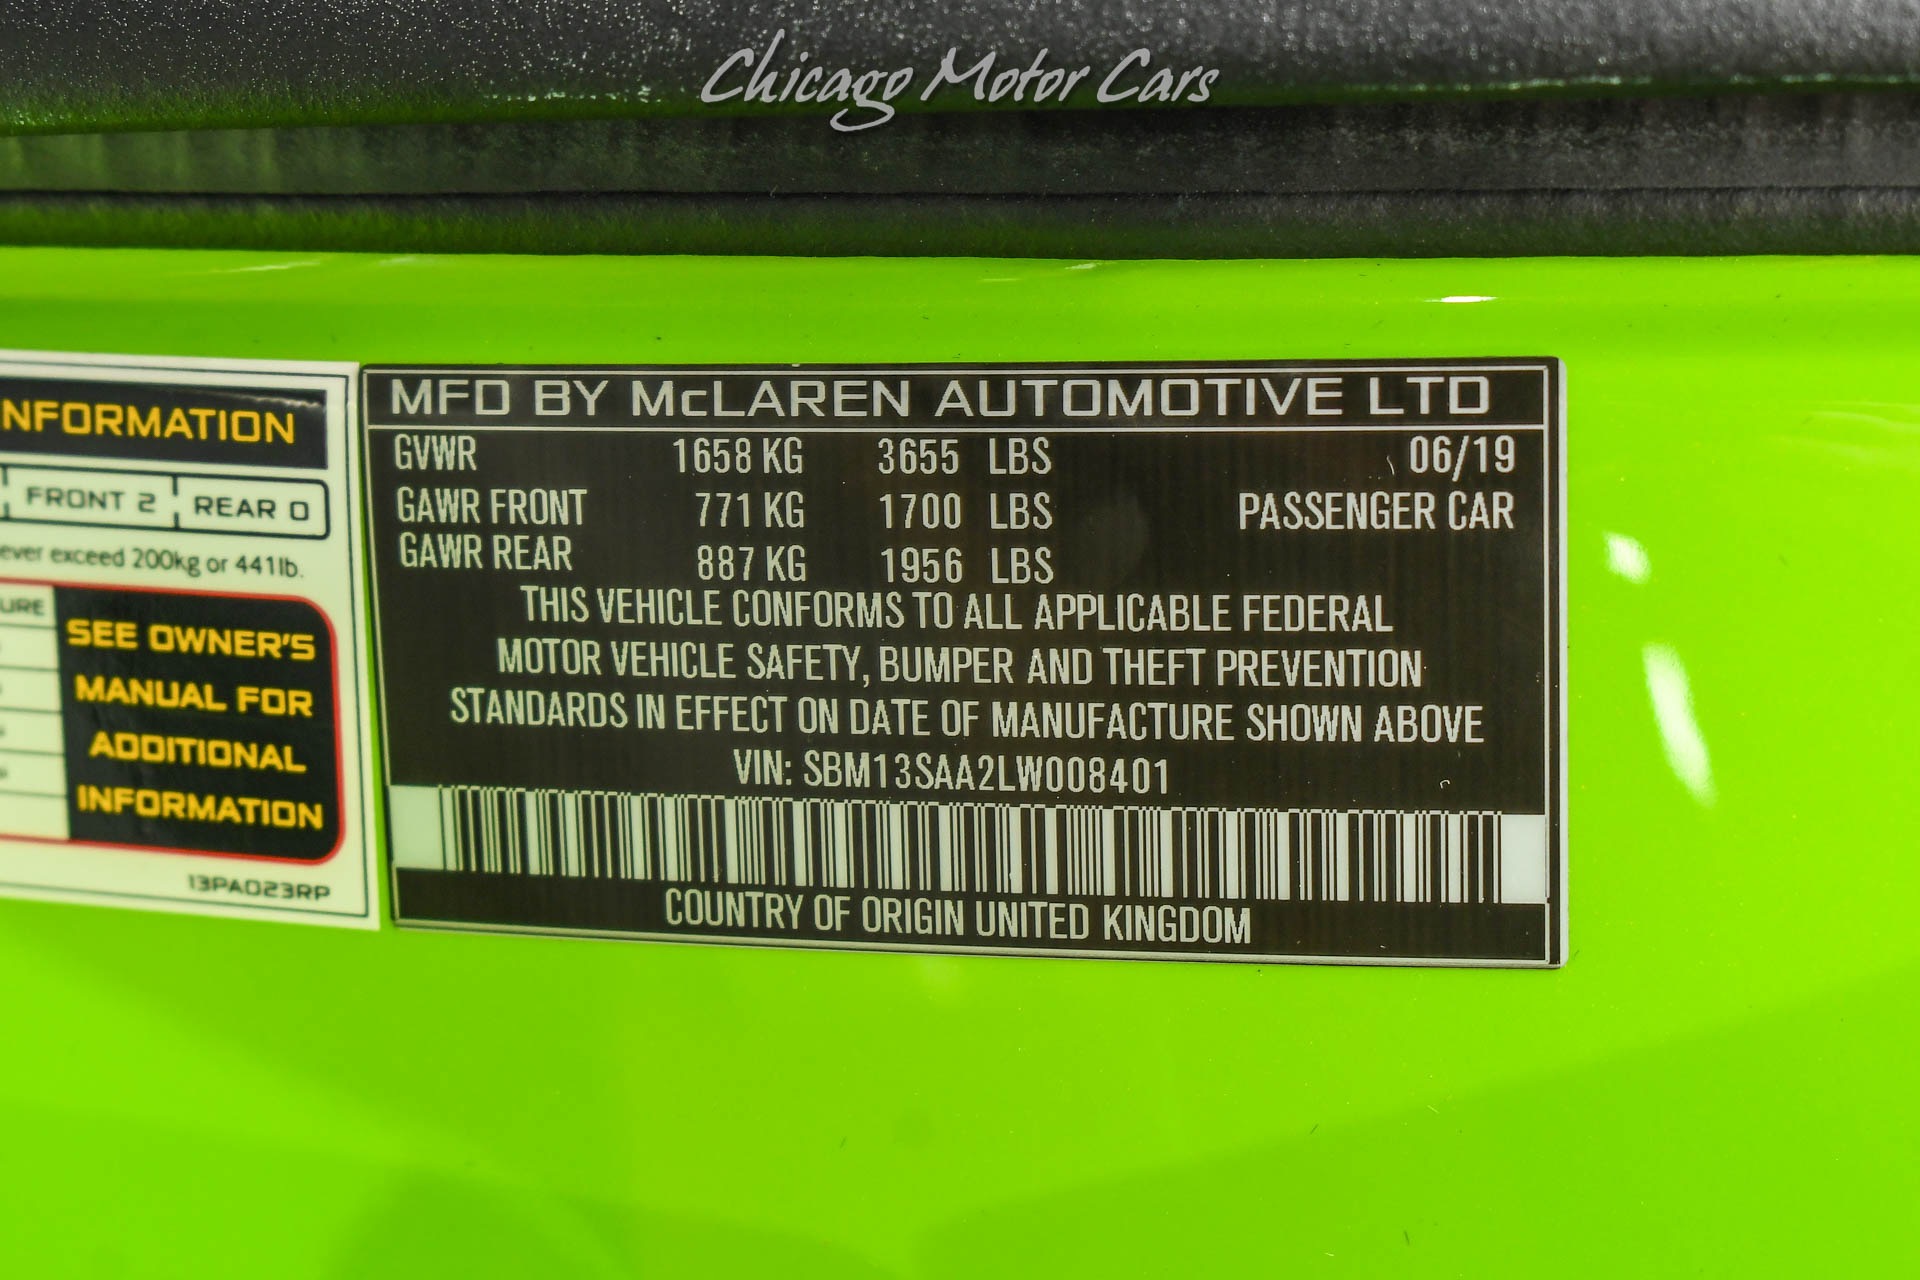 Chicago Motor Cars
NFORMATION
FRONT 2 REAR 0
ever exceed 200kg or 441lb.
URE
SEE OWNER'S
MANUAL FOR
ADDITIONAL
INFORMATION
13PA023RP
MFD BY McLAREN AUTOMOTIVE LTD
GVWR 1658 KG 3655 LBS 06/19
GAWR FRONT 771 KG 1700 LBS PASSENGER CAR
GAWR REAR 887 KG 1956 LBS
THIS VEHICLE CONFORMS TO ALL APPLICABLE FEDERAL
MOTOR VEHICLE SAFETY, BUMPER AND THEFT PREVENTION
STANDARDS IN EFFECT ON DATE OF MANUFACTURE SHOWN ABOVE
VIN: SBM13SAA2LW008401
COUNTRY OF ORIGIN UNITED KINGDOM